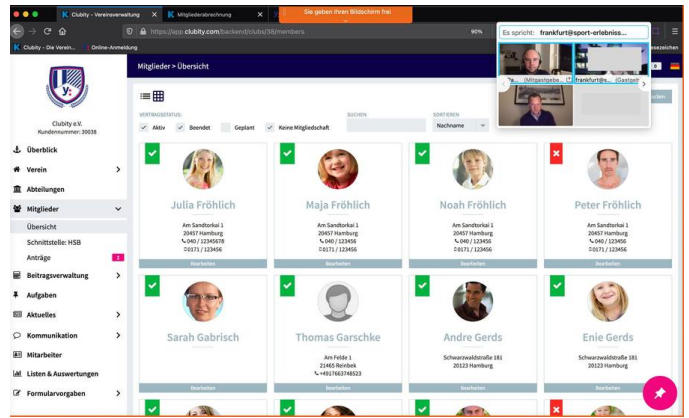 Sie geben Ihren Bildschirm frei
Clubity - Vereinsverwaltung
Mitgliederabrechnung
https://app.clubity.com/backend/clubs/38/members
90%
Es spricht: frankfurt@sport-erlebniss...
Clubity - Die Verein...
Online-Anmeldung
(Mitgastgebe...
frankfurt@s...
(Gastgeb
Mitglieder > Übersicht
VERTRAGSTATUS:
SUCHEN
SORTIEREN
Aktiv
Beendet
Geplant
Keine Mitgliedschaft
Nachname
Clubity e.V.
Kundennummer: 30038
Überblick
Verein
Abteilungen
Mitglieder
Übersicht
Schnittstelle: HSB
Anträge
Beitragsverwaltung
Aufgaben
Aktuelles
Kommunikation
Mitarbeiter
Listen & Auswertungen
Formularvorgaben
Julia Fröhlich
Am Sandtorkai 1
20457 Hamburg
040 / 12345678
0171 / 123456
Bearbeiten
Maja Fröhlich
Am Sandtorkai 1
20457 Hamburg
040 / 123456
0171 / 123456
Bearbeiten
Noah Fröhlich
Am Sandtorkai 1
20457 Hamburg
040 / 123456
0171 / 123456
Bearbeiten
Peter Fröhlich
Am Sandtorkai 1
20457 Hamburg
040 / 123456
0171 / 123456
Bearbeiten
Sarah Gabrisch
Bearbeiten
Thomas Garschke
Am Felde 1
21465 Reinbek
+4917663748523
Bearbeiten
Andre Gerds
Schwarzwaldstraße 181
20123 Hamburg
Bearbeiten
Enie Gerds
Schwarzwaldstraße 181
20123 Hamburg
Bearbeiten